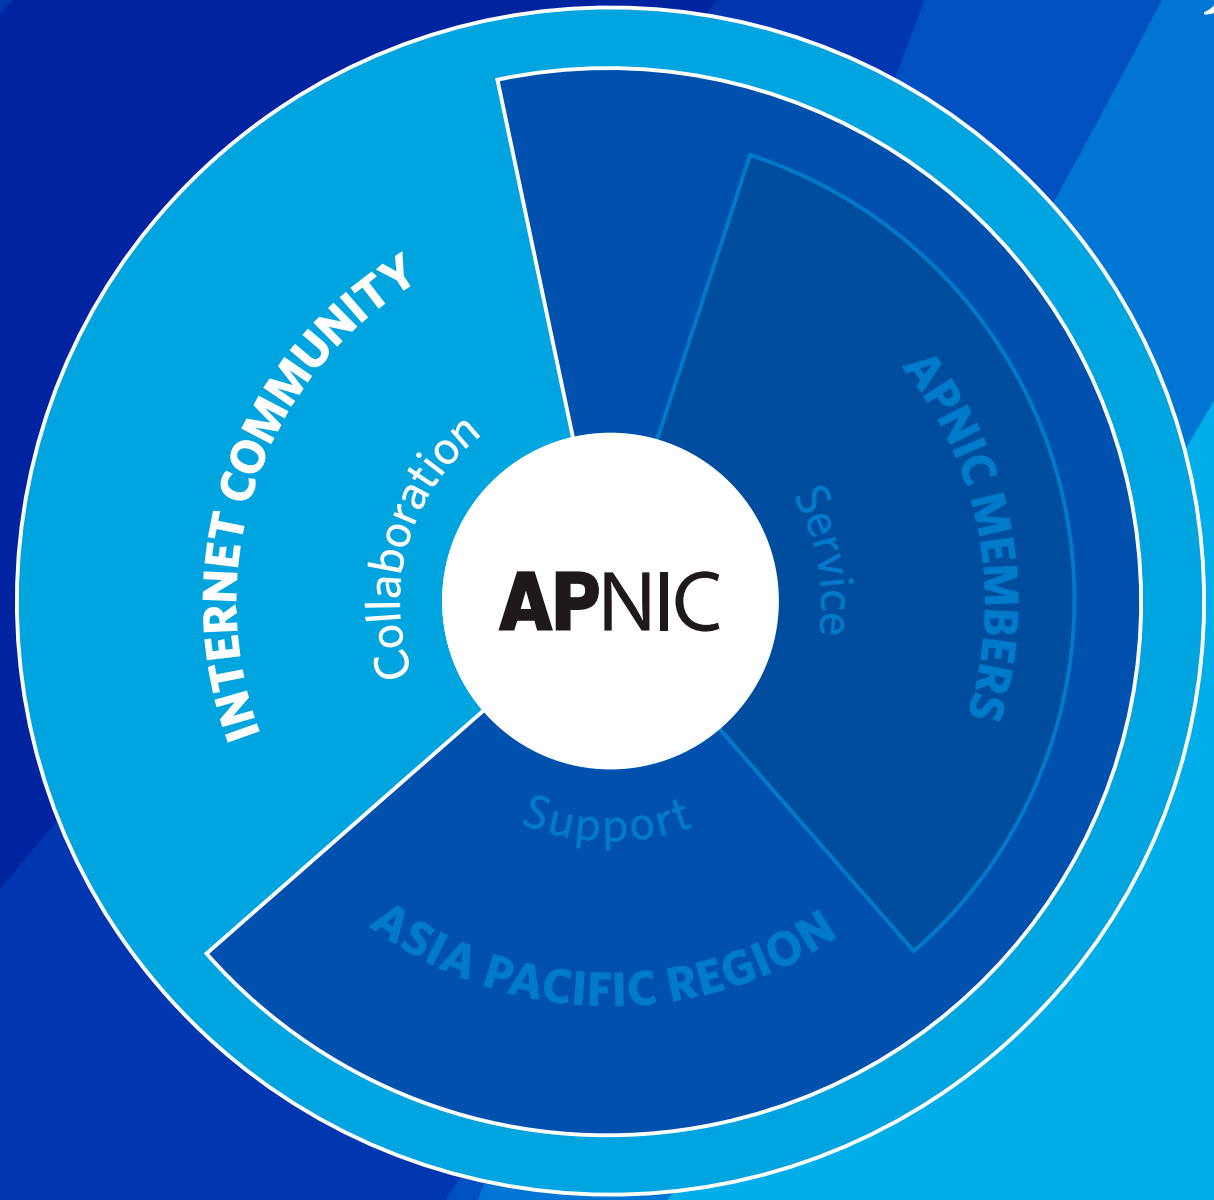 INTERNET COMMUNITY
Collaboration
APNIC
Service
APNIC MEMBERS
Support
ASIA PACIFIC REGION